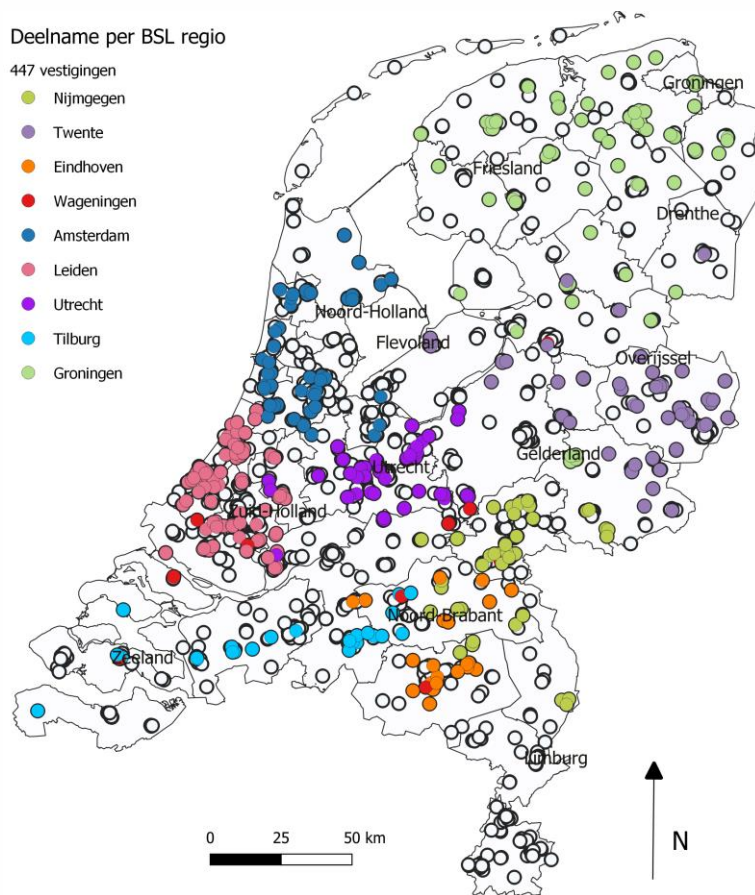 Deelname per BSL regio
447 vestigingen
Nijmgegen
Twente
Eindhoven
Wageningen
Amsterdam
Leiden
Utrecht
Tilburg
Groningen
Groningen
Friesland
Drenthe
Noord-Holland
Flevoland
Overijssel
Gelderland
Utrecht
Zuid-Holland
Noord-Brabant
Zeeland
Limburg
0 25 50 km
N